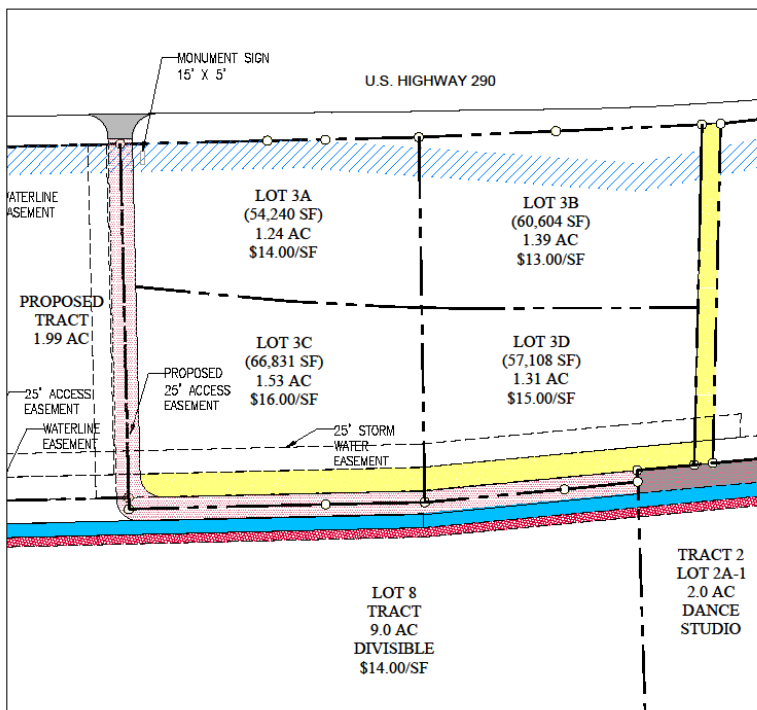 MONUMENT SIGN
15' X 5'
U.S. HIGHWAY 290
WATERLINE
EASEMENT
LOT 3A
(54,240 SF)
1.24 AC
$14.00/SF
LOT 3B
(60,604 SF)
1.39 AC
$13.00/SF
PROPOSED
TRACT
1.99 AC
LOT 3C
(66,831 SF)
1.53 AC
$16.00/SF
LOT 3D
(57,108 SF)
1.31 AC
$15.00/SF
PROPOSED
25' ACCESS
EASEMENT
25' ACCESS
EASEMENT
WATERLINE
EASEMENT
25' STORM
WATER
EASEMENT
LOT 8
TRACT
9.0 AC
DIVISIBLE
$14.00/SF
TRACT 2
LOT 2A-1
2.0 AC
DANCE
STUDIO